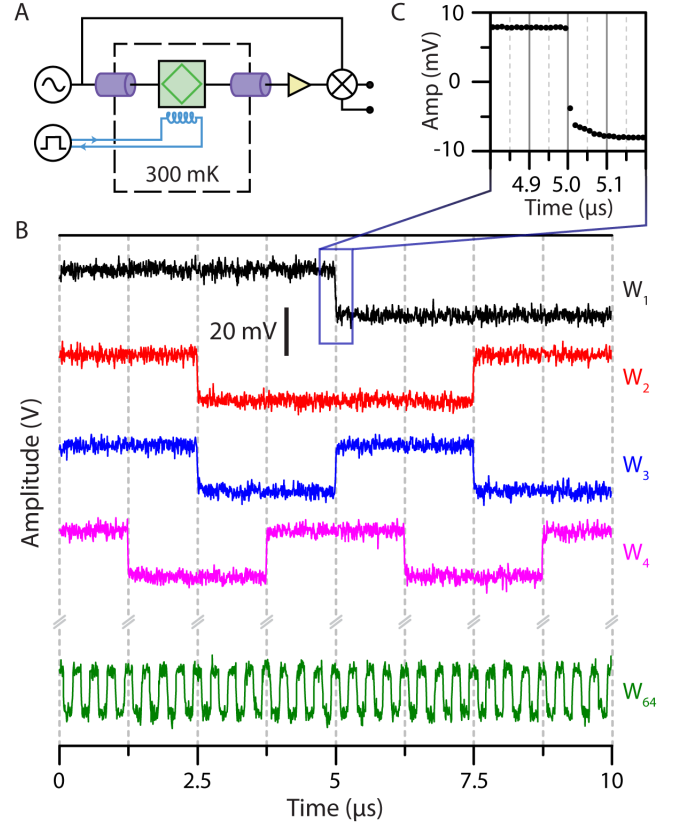 A
300 mK
C
Amp (mV)
10
0
-10
4.9 5.0 5.1
Time (µs)
B
Amplitude (V)
20 mV
W1
W2
W3
W4
W64
0 2.5 5 7.5 10
Time (µs)